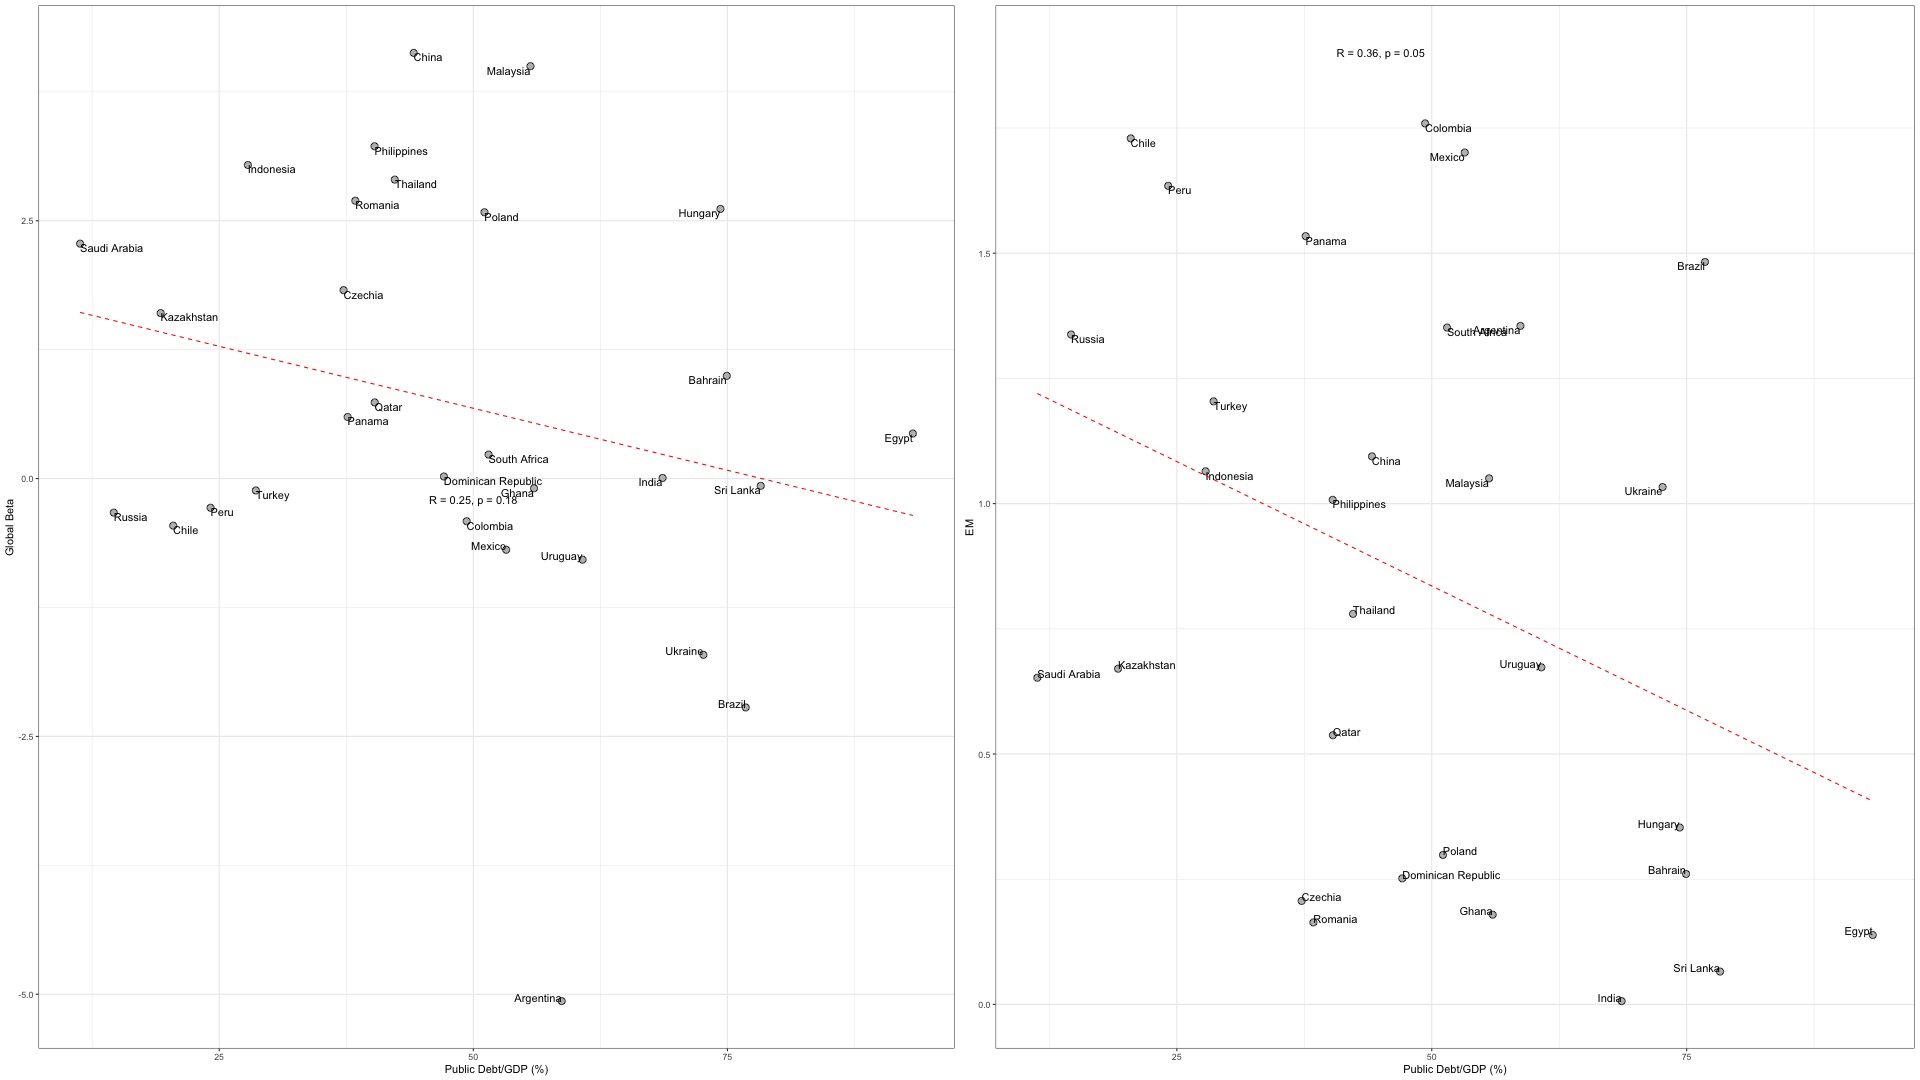 China
Malaysia
Philippines
Indonesia
Thailand
Romania
Poland
Hungary
2.5
Saudi Arabia
Czechia
Kazakhstan
Bahrain
Qatar
Panama
Egypt
South Africa
0.0
Dominican Republic
India
Ghana
Sri Lanka
R = 0.25, p = 0.18
Turkey
Peru
Russia
Chile
Colombia
Mexico
Uruguay
Global Beta
Ukraine
Brazil
-2.5
Argentina
-5.0
25
50
75
Public Debt/GDP (%)
R = 0.36, p = 0.05
Colombia
Chile
Mexico
Peru
Panama
1.5
Brazil
South Africa
Argentina
Russia
Turkey
China
Indonesia
Malaysia
Ukraine
1.0
Philippines
EM
Thailand
Uruguay
Kazakhstan
Saudi Arabia
Qatar
0.5
Hungary
Poland
Bahrain
Dominican Republic
Czechia
Ghana
Romania
Egypt
Sri Lanka
India
0.0
25
50
75
Public Debt/GDP (%)